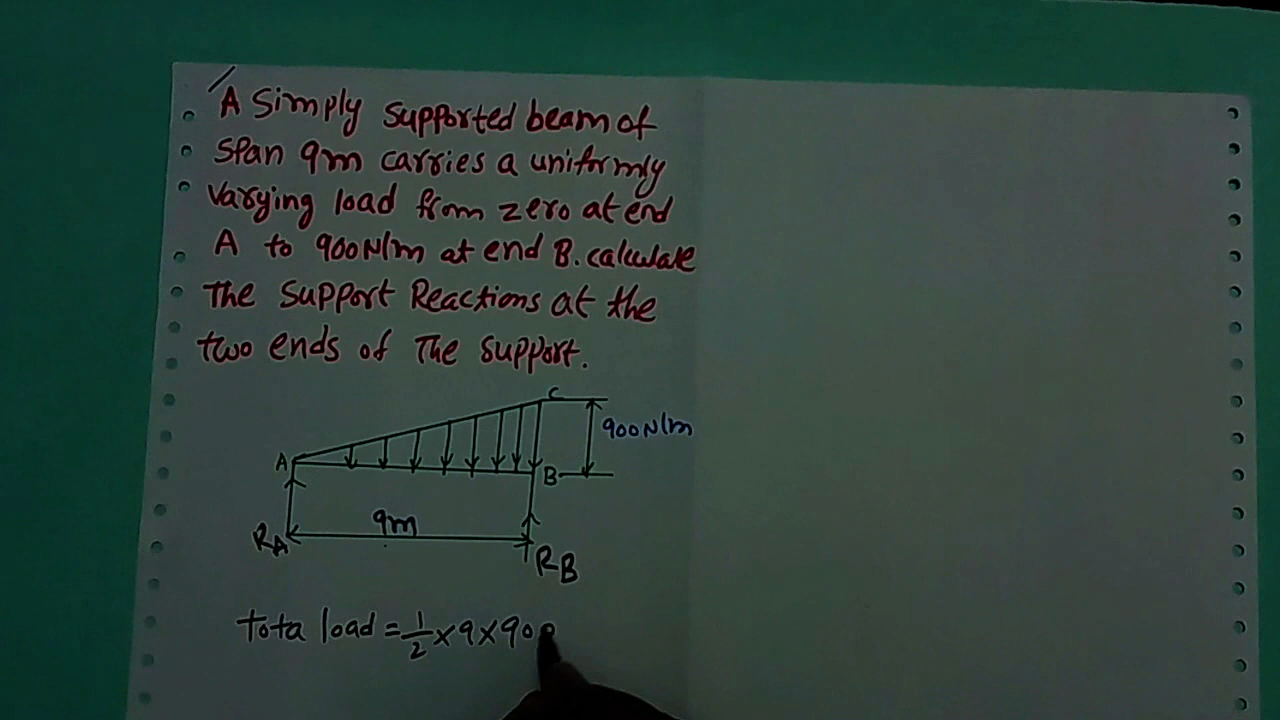 A Simply Supported beam of
Span 9m carries a uniformly
Varying load from zero at end
A to 900N/m at end B. calculate
The Support Reactions at the
two ends of The support.
C
900N/m
A
B
9m
RA
RB
Tota load = 1/2 x 9 x 900